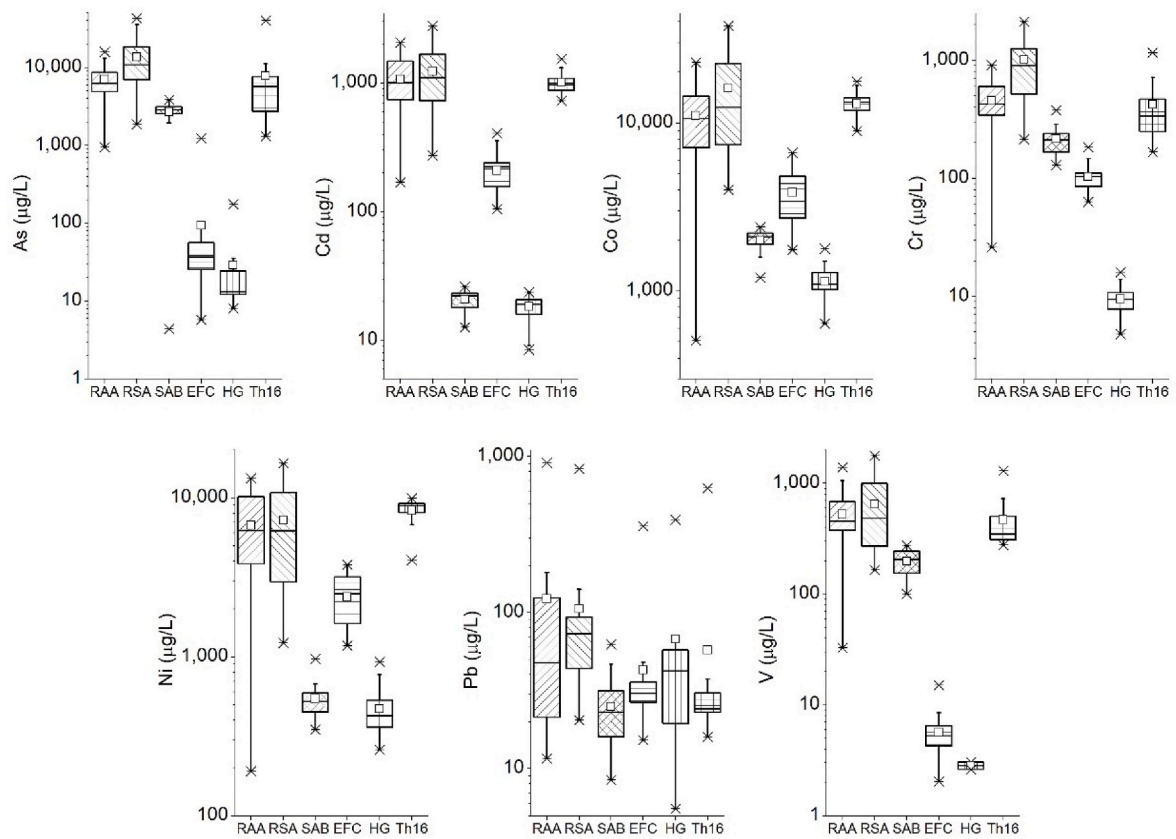 As (µg/L)
10,000
1,000
100
10
1
RAA RSA SAB EFC HG Th16
Cd (µg/L)
1,000
100
10
RAA RSA SAB EFC HG Th16
Co (µg/L)
10,000
1,000
RAA RSA SAB EFC HG Th16
Cr (µg/L)
1,000
100
10
RAA RSA SAB EFC HG Th16
Ni (µg/L)
10,000
1,000
100
RAA RSA SAB EFC HG Th16
Pb (µg/L)
1,000
100
10
RAA RSA SAB EFC HG Th16
V (µg/L)
1,000
100
10
1
RAA RSA SAB EFC HG Th16